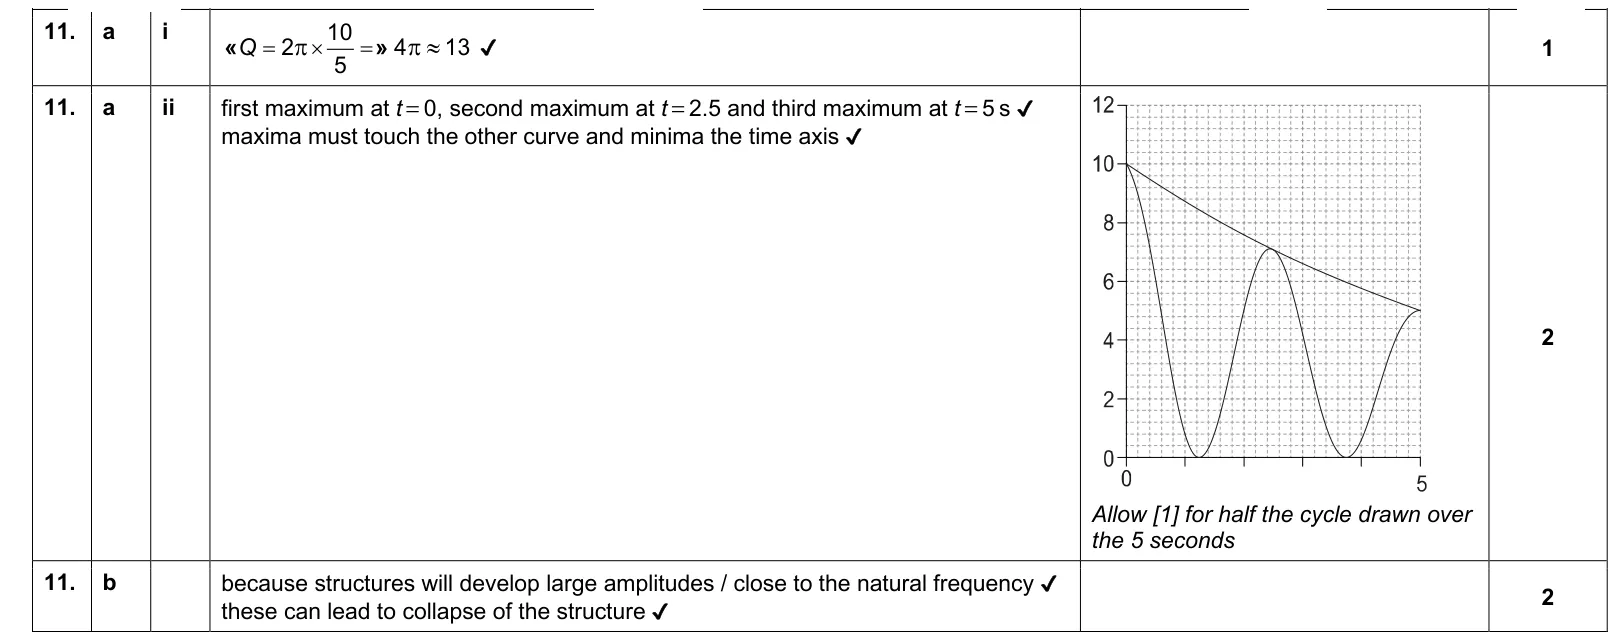 11. a i «Q = 2π × 10/5 =» 4π ≈ 13 ✓ 1
11. a ii first maximum at t = 0, second maximum at t = 2.5 and third maximum at t = 5 s ✓
maxima must touch the other curve and minima the time axis ✓
12
10
8
6
4
2
0
0 5
Allow [1] for half the cycle drawn over
the 5 seconds
2
11. b because structures will develop large amplitudes / close to the natural frequency ✓
these can lead to collapse of the structure ✓
2